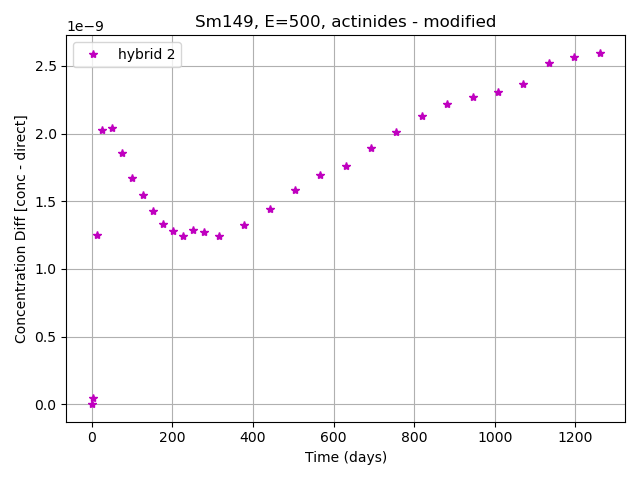 Sm149, E=500, actinides - modified
1e−9
hybrid 2
Concentration Diff [conc - direct]
2.5
2.0
1.5
1.0
0.5
0.0
0 200 400 600 800 1000 1200
Time (days)